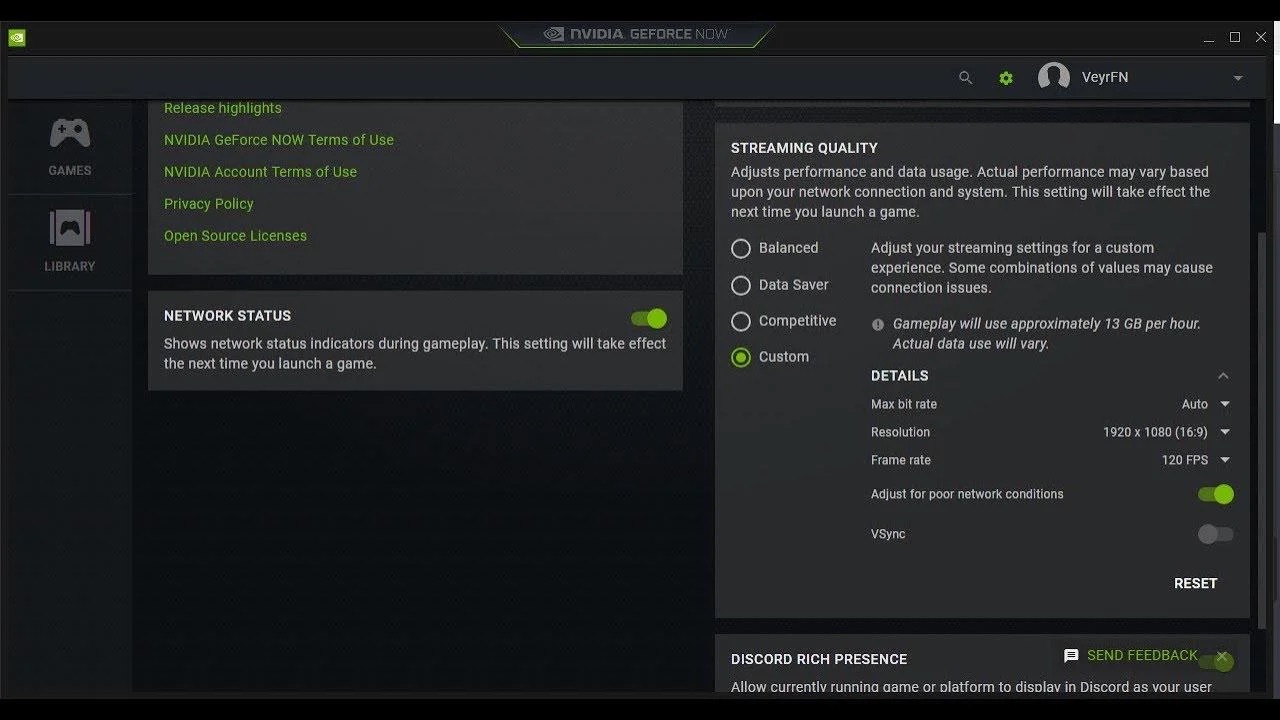 NVIDIA GEFORCE NOW
VeyrFN
GAMES
LIBRARY
Release highlights
NVIDIA GeForce NOW Terms of Use
NVIDIA Account Terms of Use
Privacy Policy
Open Source Licenses
NETWORK STATUS
Shows network status indicators during gameplay. This setting will take effect
the next time you launch a game.
STREAMING QUALITY
Adjusts performance and data usage. Actual performance may vary based
upon your network connection and system. This setting will take effect the
next time you launch a game.
Balanced
Data Saver
Competitive
Custom
Adjust your streaming settings for a custom
experience. Some combinations of values may cause
connection issues.
Gameplay will use approximately 13 GB per hour.
Actual data use will vary.
DETAILS
Max bit rate Auto
Resolution 1920 x 1080 (16:9)
Frame rate 120 FPS
Adjust for poor network conditions
VSync
RESET
DISCORD RICH PRESENCE
SEND FEEDBACK
Allow currently running game or platform to display in Discord as your user